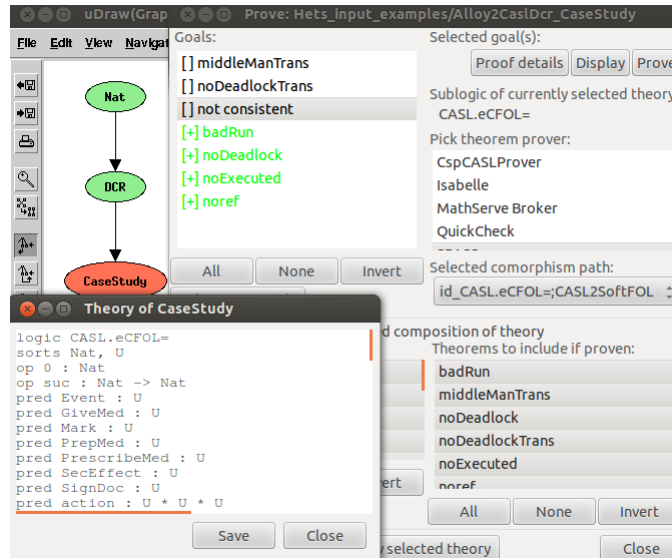 uDraw(Grap
File Edit View Navigat
Nat
DCR
CaseStudy
Prove: Hets_input_examples/Alloy2CaslDcr_CaseStudy
Goals:
[ ] middleManTrans
[ ] noDeadlockTrans
[ ] not consistent
[+] badRun
[+] noDeadlock
[+] noExecuted
[+] noref
All None Invert
Selected goal(s):
Proof details Display Prove
Sublogic of currently selected theory
CASL.eCFOL=
Pick theorem prover:
CspCASLProver
Isabelle
MathServe Broker
QuickCheck
Selected comorphism path:
id_CASL.eCFOL=;CASL2SoftFOL
d composition of theory
Theorems to include if proven:
badRun
middleManTrans
noDeadlock
noDeadlockTrans
noExecuted
noref
ert
All None Invert
selected theory
Close
Theory of CaseStudy
logic CASL.eCFOL=
sorts Nat, U
op 0 : Nat
op suc : Nat -> Nat
pred Event : U
pred GiveMed : U
pred Mark : U
pred PrepMed : U
pred PrescribeMed : U
pred SecEffect : U
pred SignDoc : U
pred action : U * U * U
Save Close